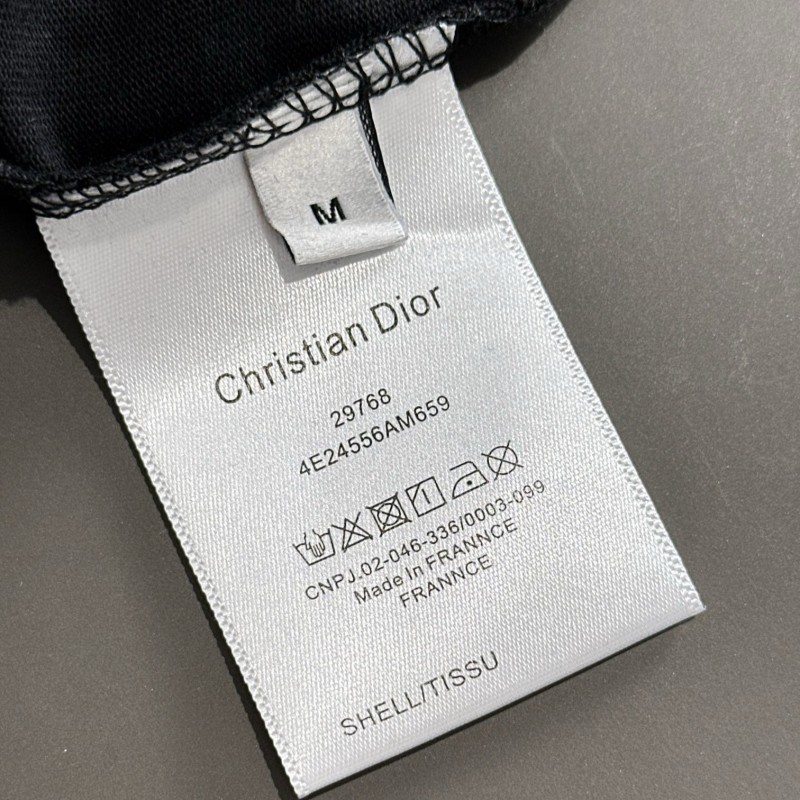 M
Christian Dior
29768
4E24556AM659
CNPJ.02-046-336/0003-099
Made In FRANNCE
FRANNCE
SHELL/TISSU